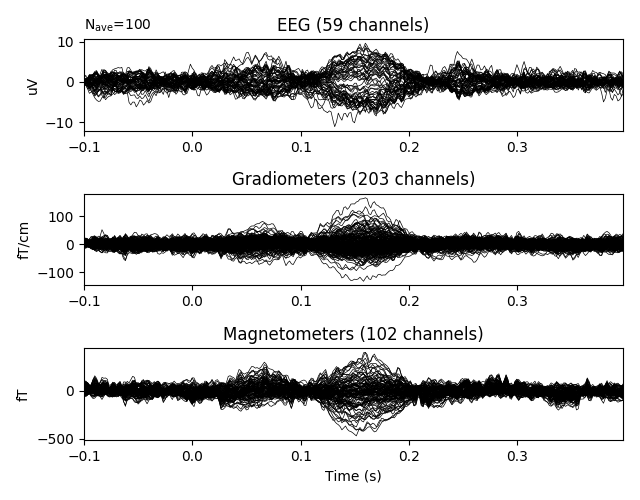 N_ave=100
EEG (59 channels)
10
0
−10
uV
−0.1 0.0 0.1 0.2 0.3
Gradiometers (203 channels)
100
0
−100
fT/cm
−0.1 0.0 0.1 0.2 0.3
Magnetometers (102 channels)
0
−500
fT
−0.1 0.0 0.1 0.2 0.3
Time (s)